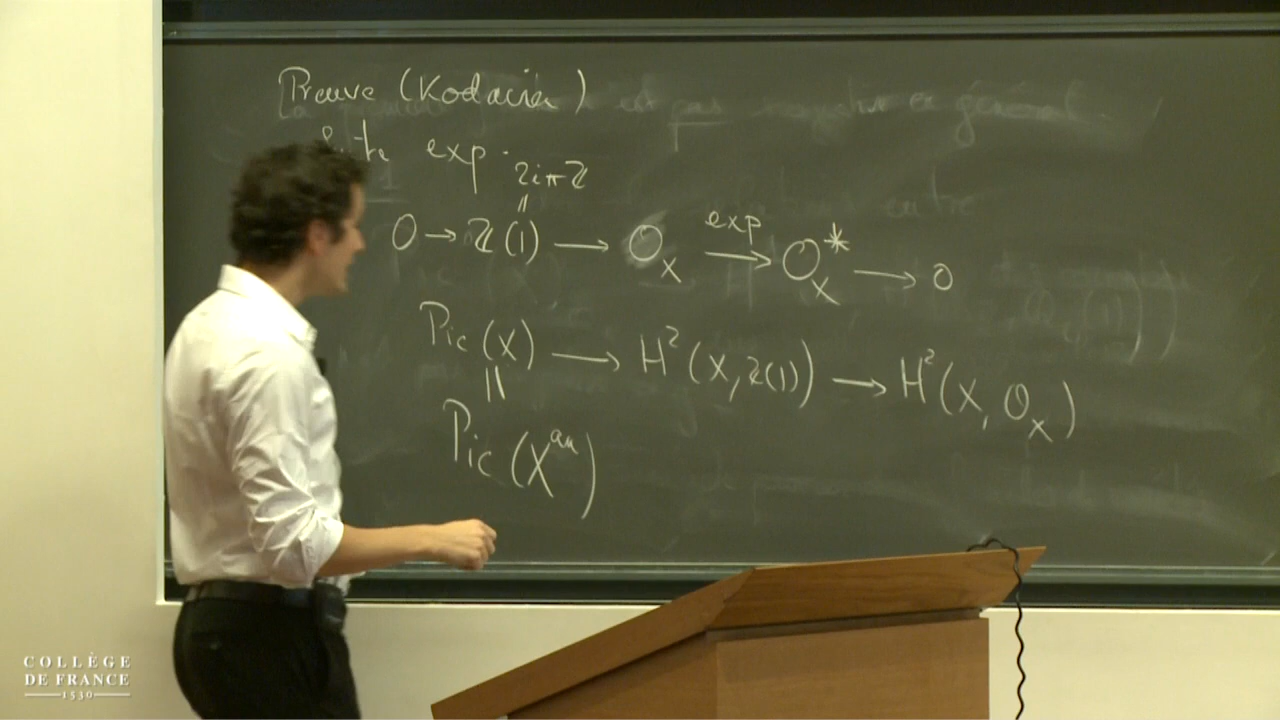 Preuve (Kodaira)
Suite exp.
2iπℤ
||
0 → ℤ(1) → O_X —exp→ O_X^* → 0
Pic(X) → H²(X, ℤ(1)) → H²(X, O_X)
||
Pic(X^an)
COLLÈGE
DE FRANCE
1530